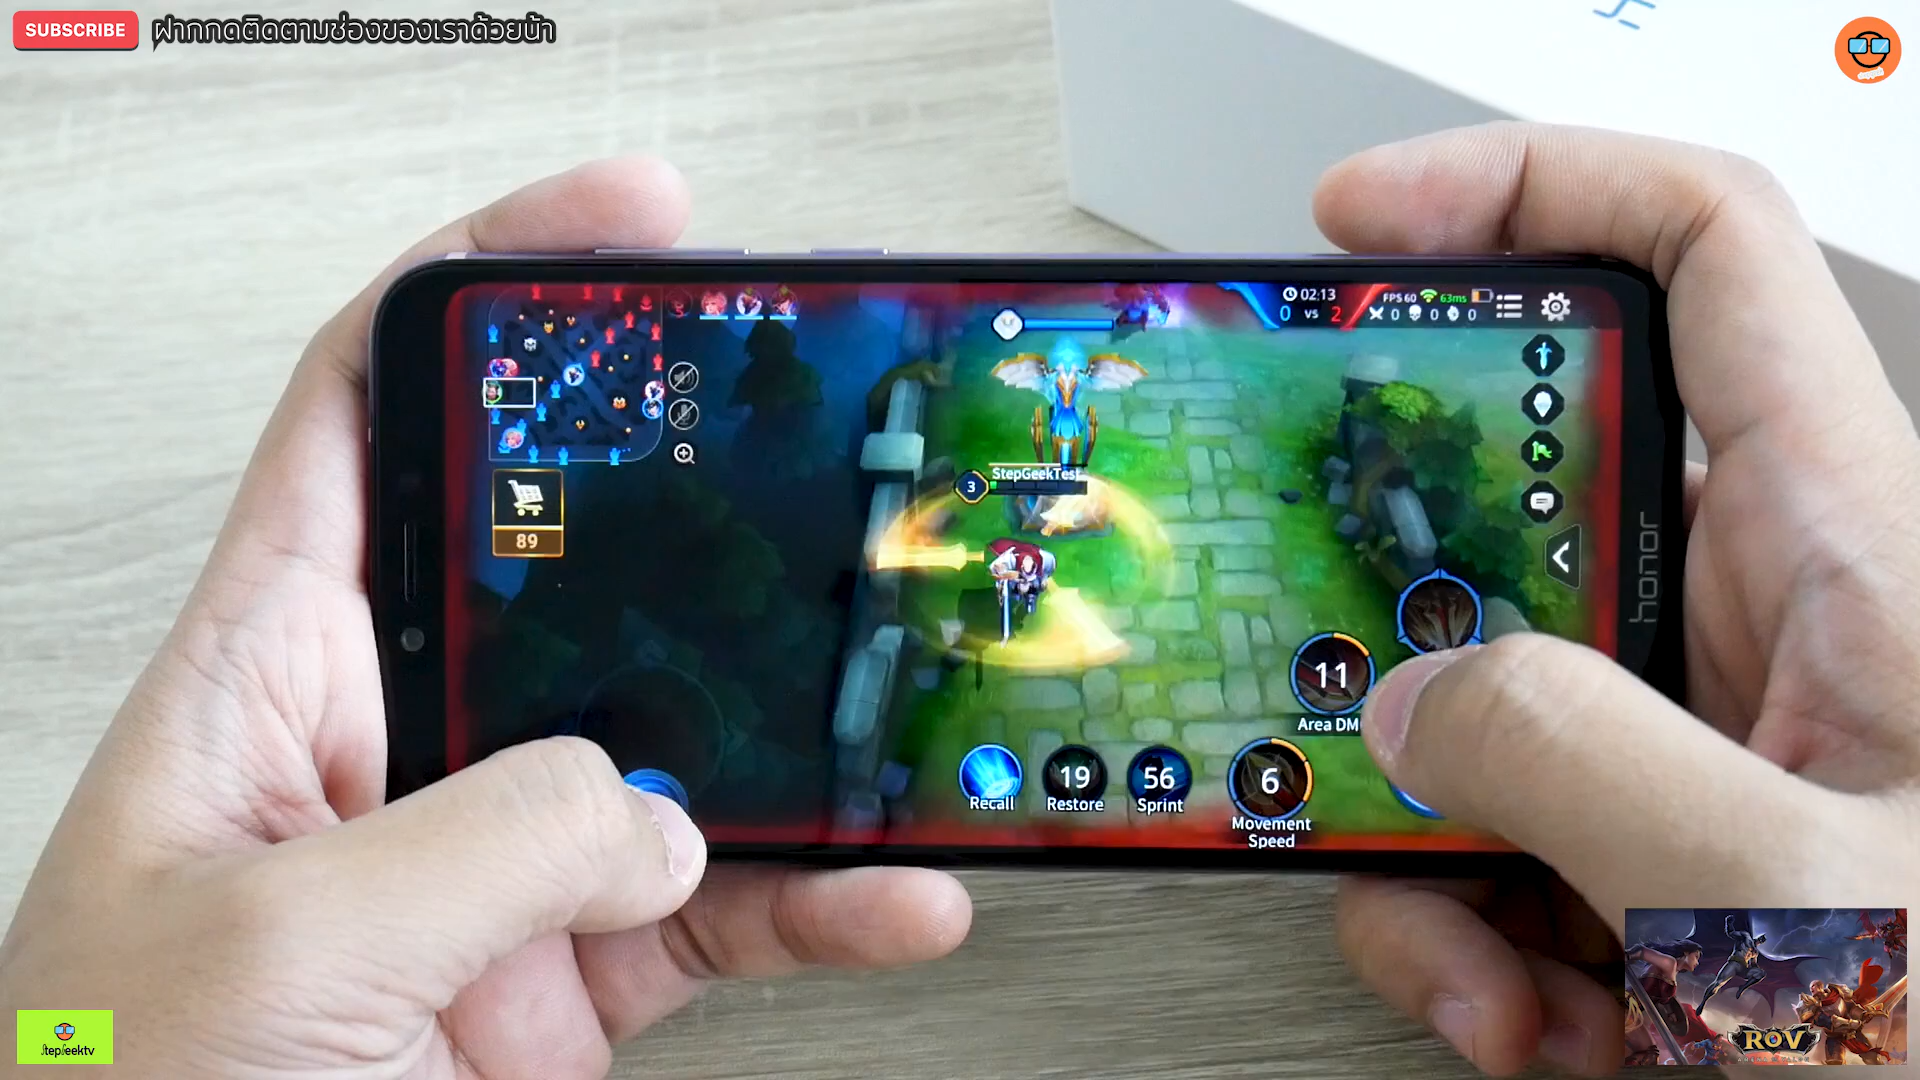 SUBSCRIBE
ฝากกดติดตามช่องของเราด้วยน้า
02:13
0 vs 2
FPS 60 63ms
0 0 0
StepGeekTest
3
89
honor
11
Area DM
Recall
19
Restore
56
Sprint
6
Movement
Speed
StepGeektv
ROV